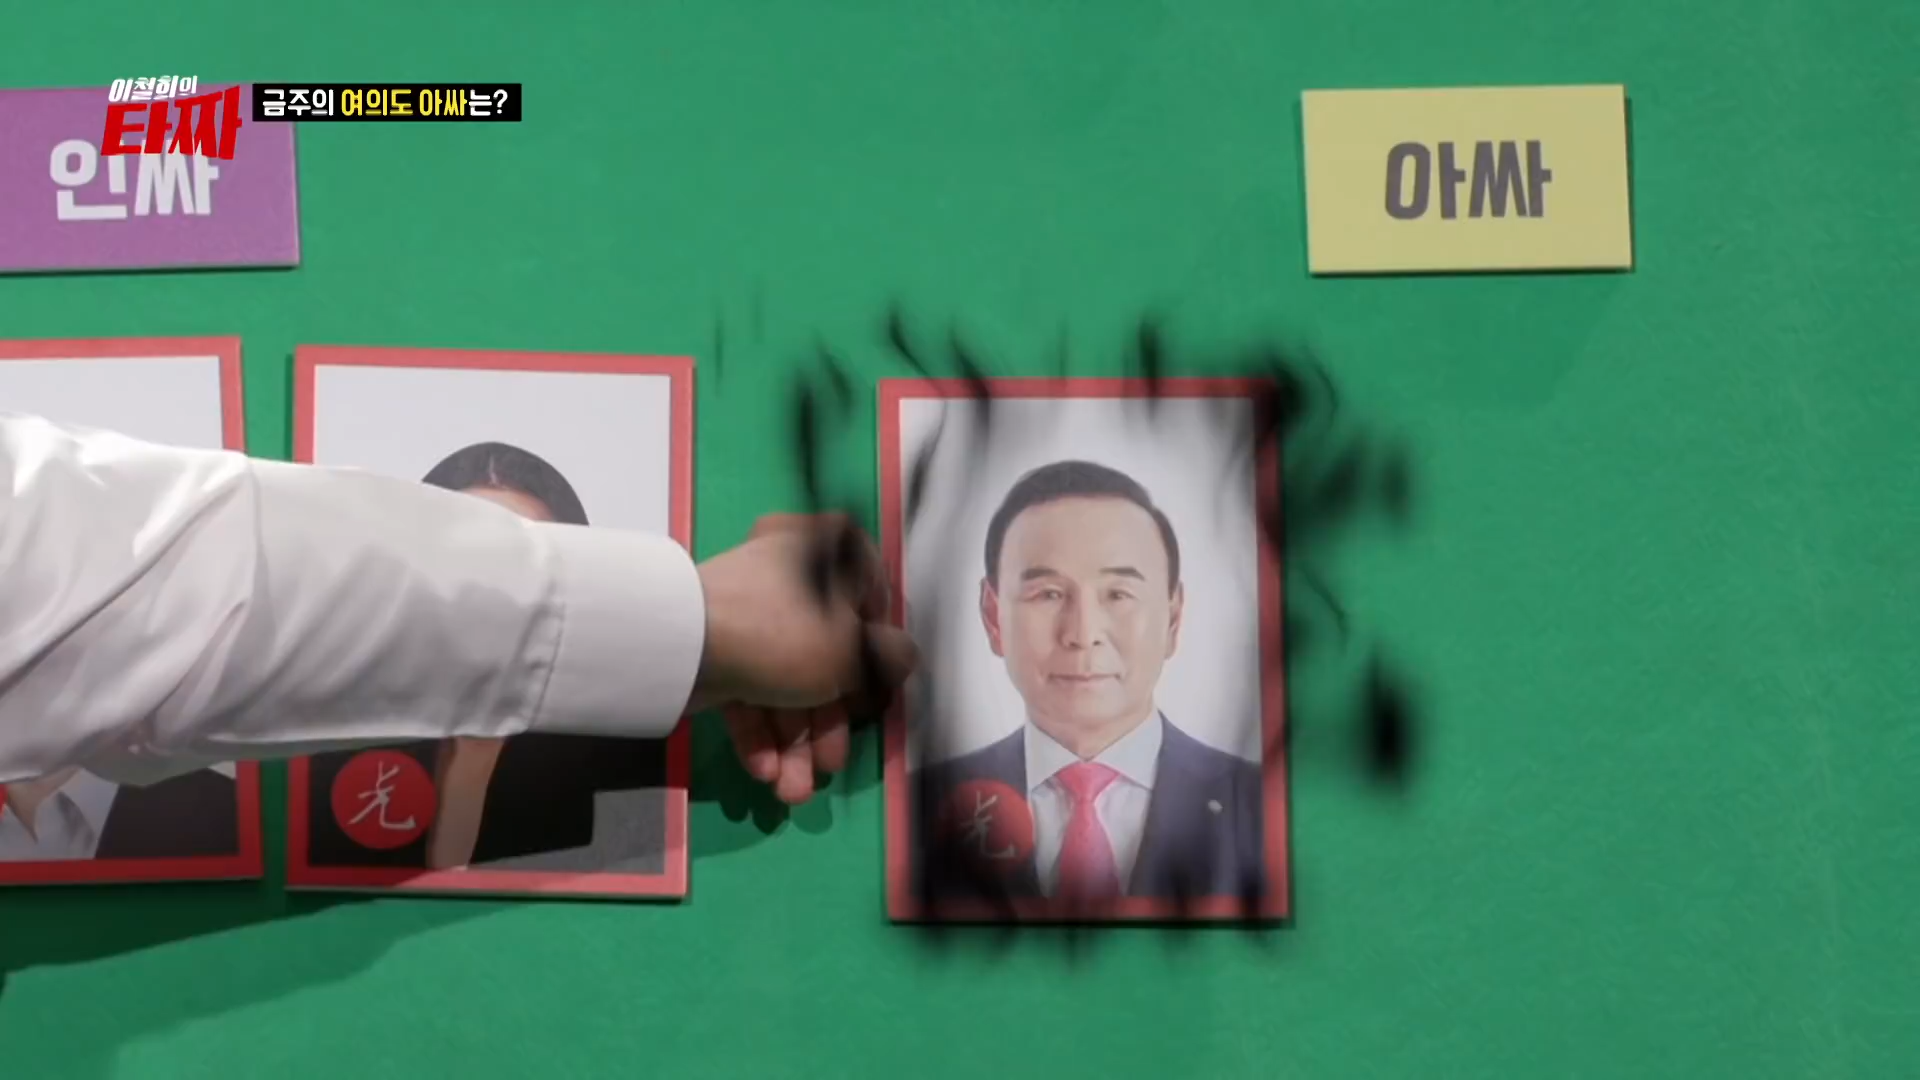 이철희의
타짜
금주의 여의도 아싸는?
인싸
아싸
光
光